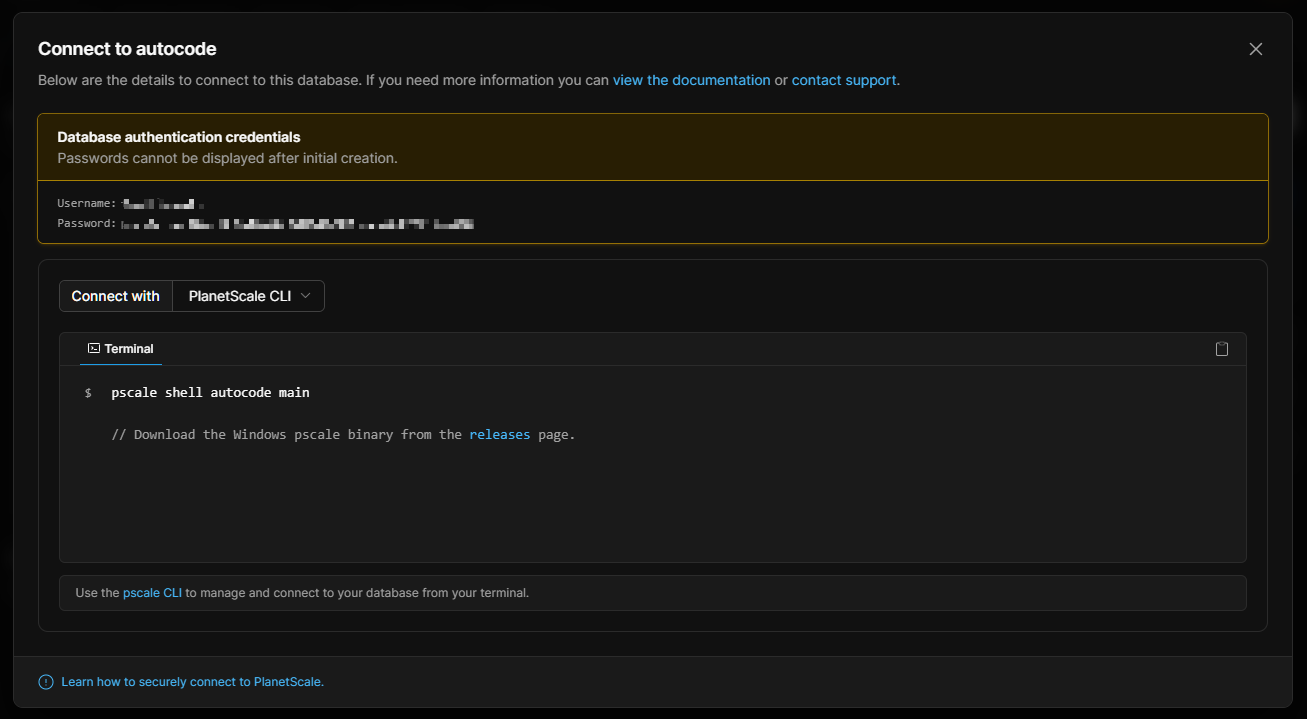 Connect to autocode
Below are the details to connect to this database. If you need more information you can view the documentation or contact support.
Database authentication credentials
Passwords cannot be displayed after initial creation.
Username:
Password:
Connect with PlanetScale CLI
Terminal
$ pscale shell autocode main
// Download the Windows pscale binary from the releases page.
Use the pscale CLI to manage and connect to your database from your terminal.
Learn how to securely connect to PlanetScale.